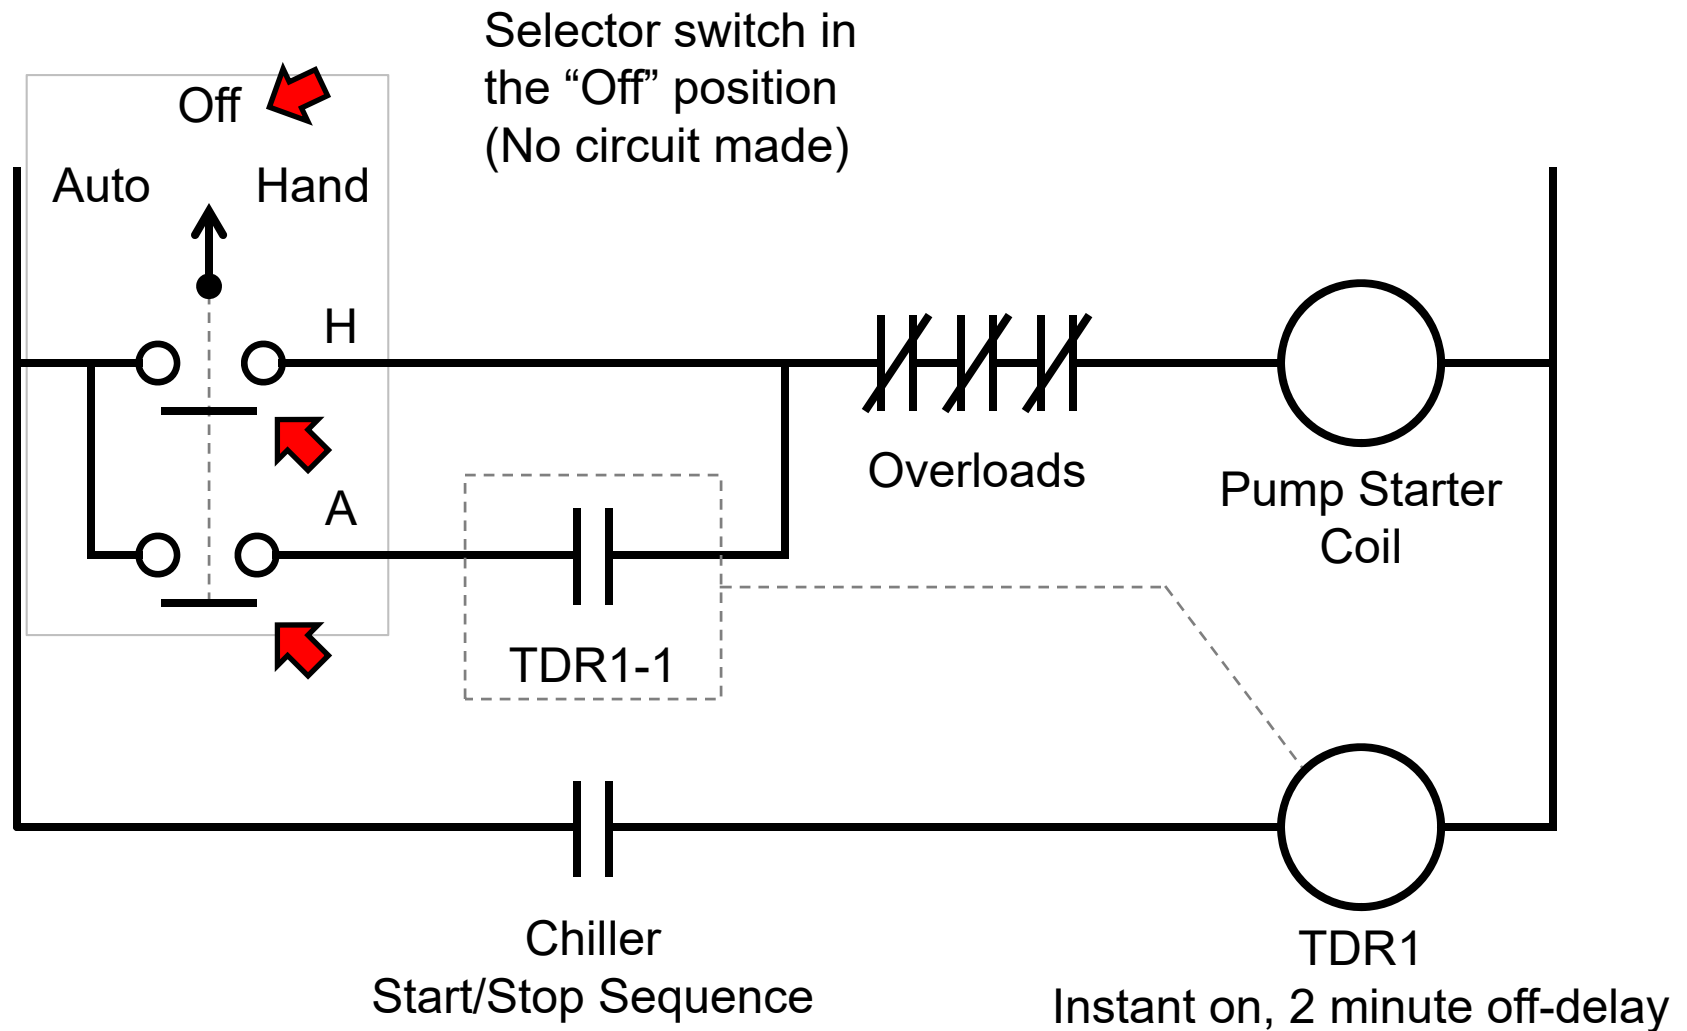 Selector switch in
the “Off” position
(No circuit made)
Off
Auto
Hand
H
A
Overloads
Pump Starter
Coil
TDR1-1
Chiller
Start/Stop Sequence
TDR1
Instant on, 2 minute off-delay